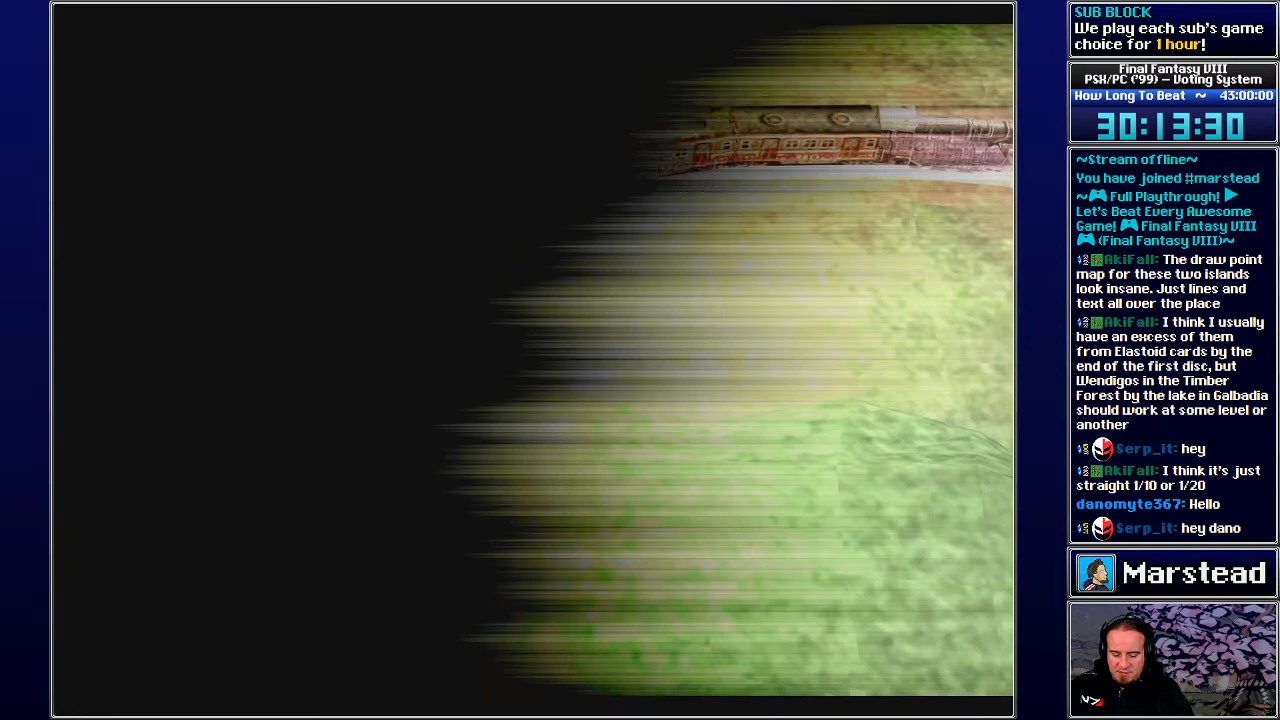 SUB BLOCK
We play each sub's game
choice for 1 hour!
Final Fantasy VIII
PSX/PC ('99) – Voting System
How Long To Beat ~ 43:00:00
30:13:30
~Stream offline~
You have joined #marstead
~🎮 Full Playthrough! ▶
Let's Beat Every Awesome
Game! 🎮 Final Fantasy VIII
🎮 (Final Fantasy VIII)~
AkiFall: The draw point
map for these two islands
look insane. Just lines and
text all over the place
AkiFall: I think I usually
have an excess of them
from Elastoid cards by the
end of the first disc, but
Wendigos in the Timber
Forest by the lake in Galbadia
should work at some level or
another
Serp_it: hey
AkiFall: I think it's just
straight 1/10 or 1/20
danomyte367: Hello
Serp_it: hey dano
Marstead